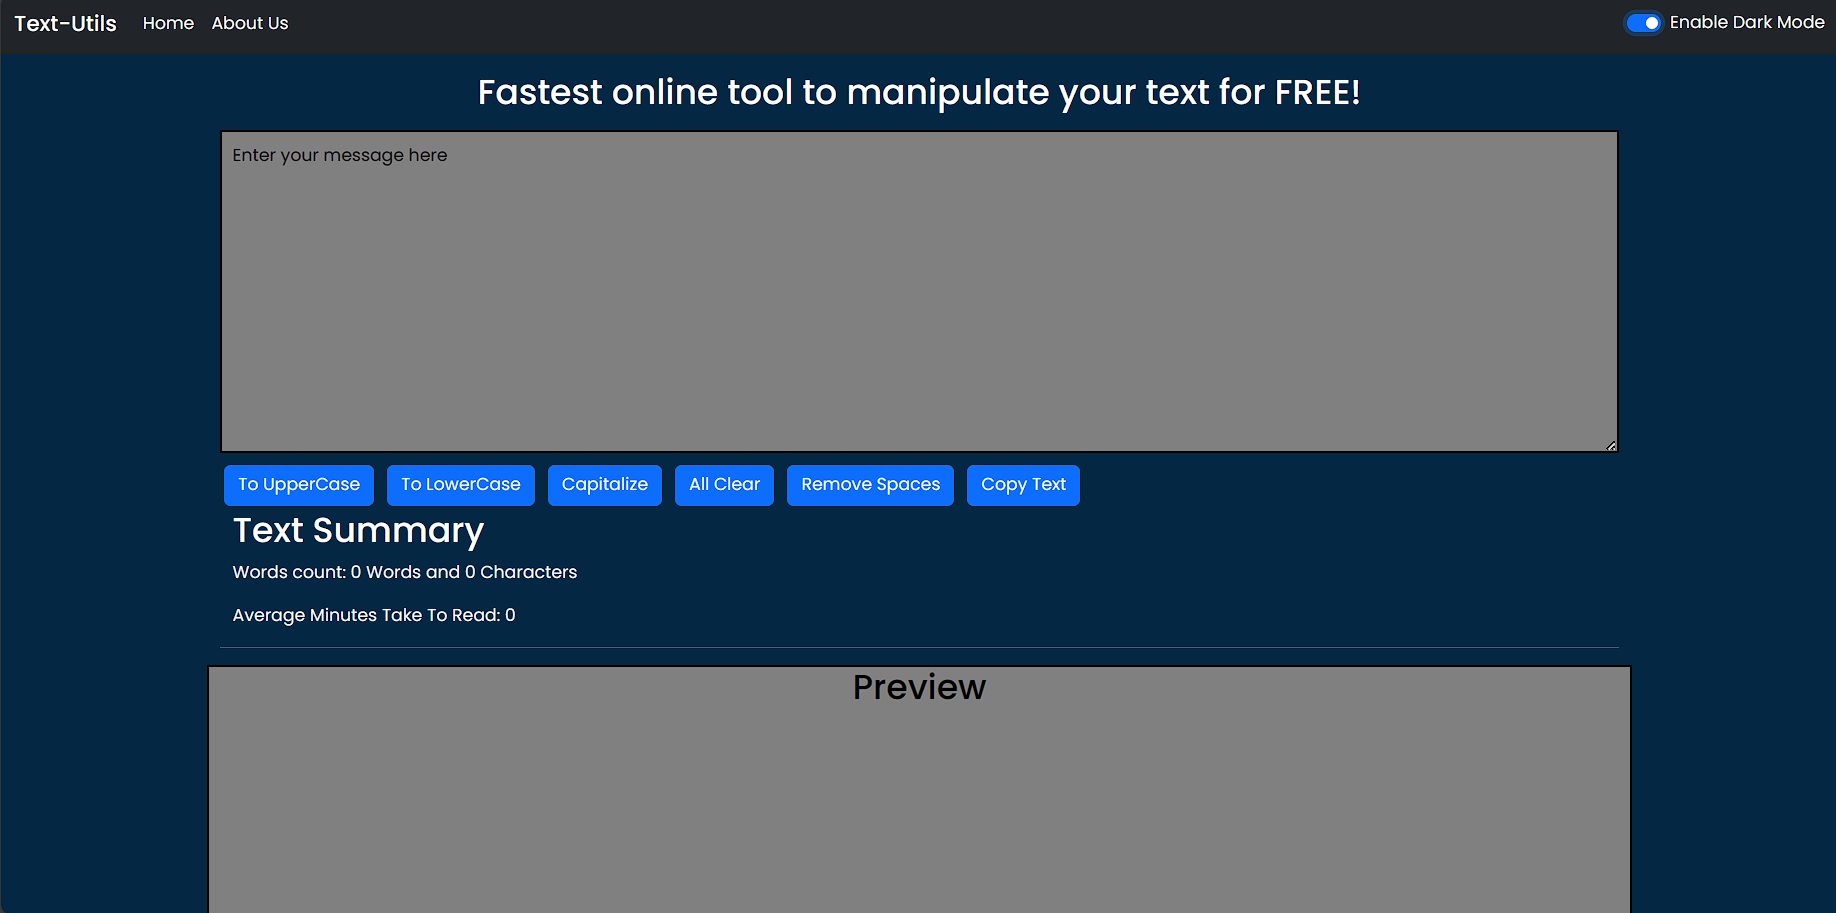 Text-Utils Home About Us Enable Dark Mode
Fastest online tool to manipulate your text for FREE!
Enter your message here
To UpperCase To LowerCase Capitalize All Clear Remove Spaces Copy Text
Text Summary
Words count: 0 Words and 0 Characters
Average Minutes Take To Read: 0
Preview